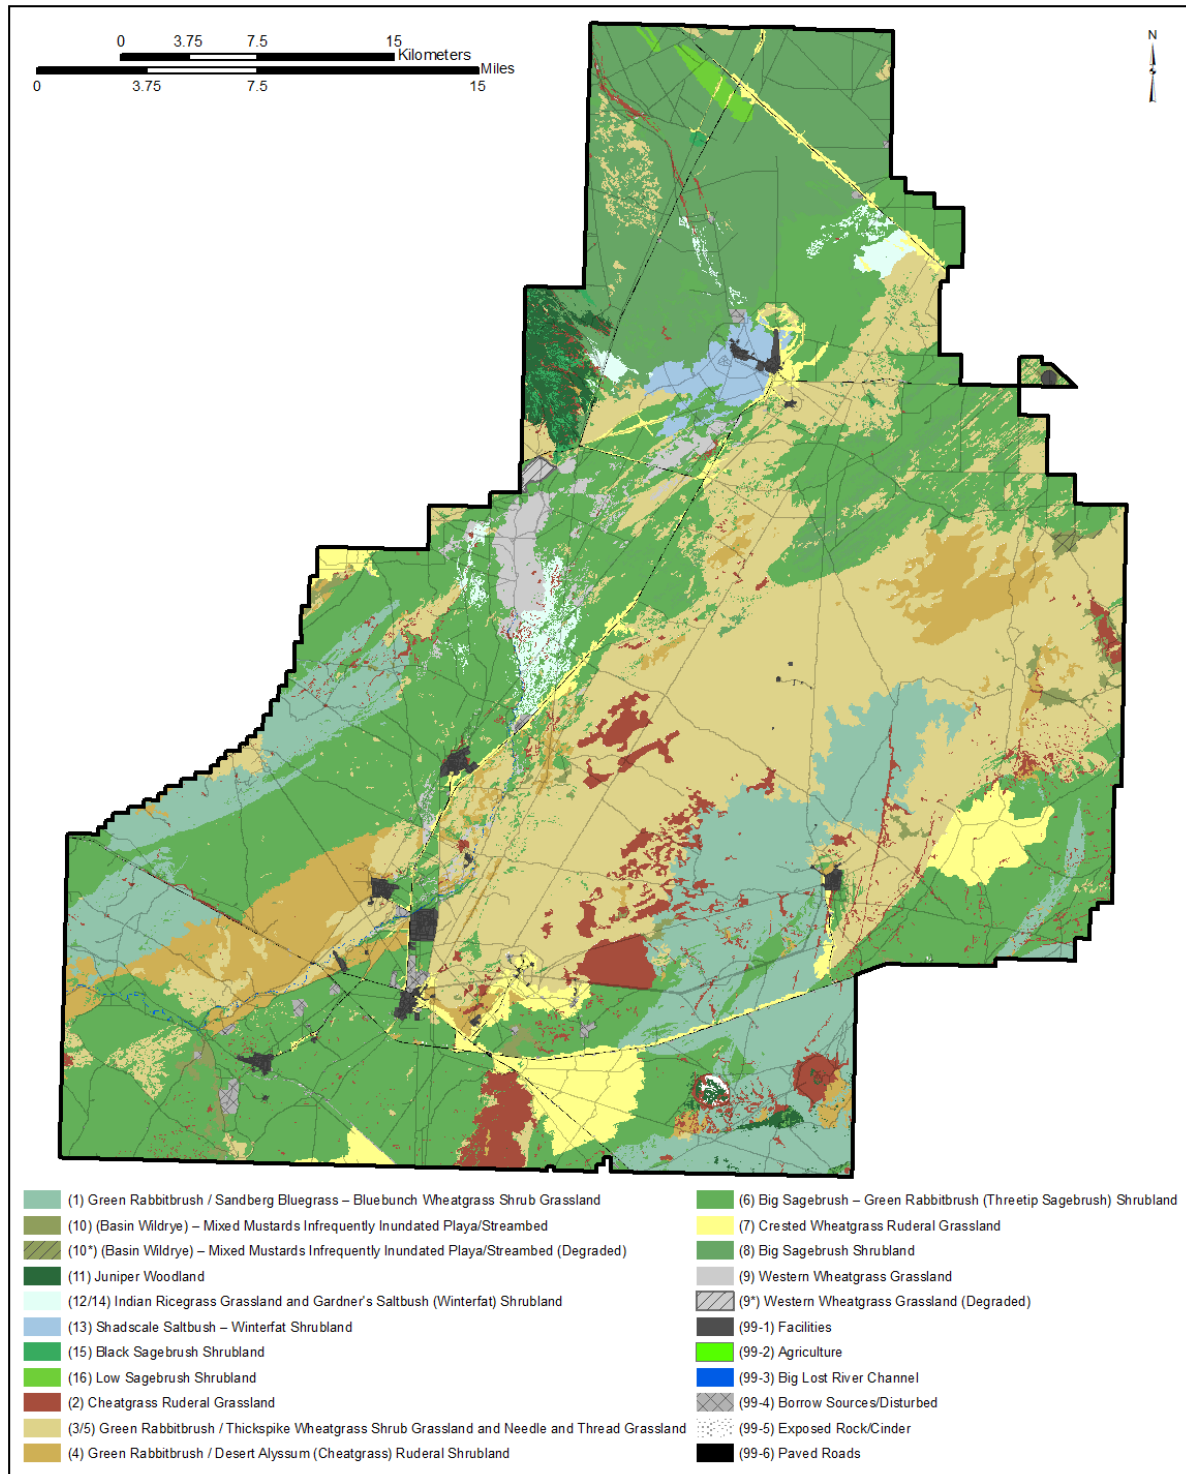 0 3.75 7.5 15
Kilometers
Miles
0 3.75 7.5 15
N
(1) Green Rabbitbrush / Sandberg Bluegrass – Bluebunch Wheatgrass Shrub Grassland
(10) (Basin Wildrye) – Mixed Mustards Infrequently Inundated Playa/Streambed
(10*) (Basin Wildrye) – Mixed Mustards Infrequently Inundated Playa/Streambed (Degraded)
(11) Juniper Woodland
(12/14) Indian Ricegrass Grassland and Gardner's Saltbush (Winterfat) Shrubland
(13) Shadscale Saltbush – Winterfat Shrubland
(15) Black Sagebrush Shrubland
(16) Low Sagebrush Shrubland
(2) Cheatgrass Ruderal Grassland
(3/5) Green Rabbitbrush / Thickspike Wheatgrass Shrub Grassland and Needle and Thread Grassland
(4) Green Rabbitbrush / Desert Alyssum (Cheatgrass) Ruderal Shrubland
(6) Big Sagebrush – Green Rabbitbrush (Threetip Sagebrush) Shrubland
(7) Crested Wheatgrass Ruderal Grassland
(8) Big Sagebrush Shrubland
(9) Western Wheatgrass Grassland
(9*) Western Wheatgrass Grassland (Degraded)
(99-1) Facilities
(99-2) Agriculture
(99-3) Big Lost River Channel
(99-4) Borrow Sources/Disturbed
(99-5) Exposed Rock/Cinder
(99-6) Paved Roads